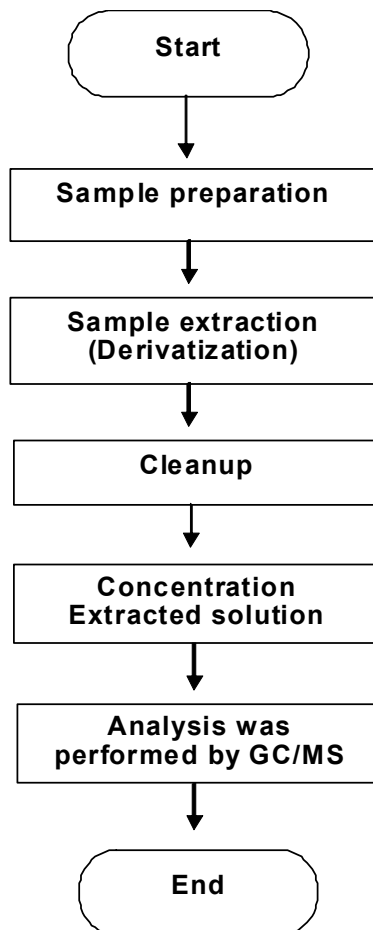 Start
Sample preparation
Sample extraction
(Derivatization)
Cleanup
Concentration
Extracted solution
Analysis was
performed by GC/MS
End